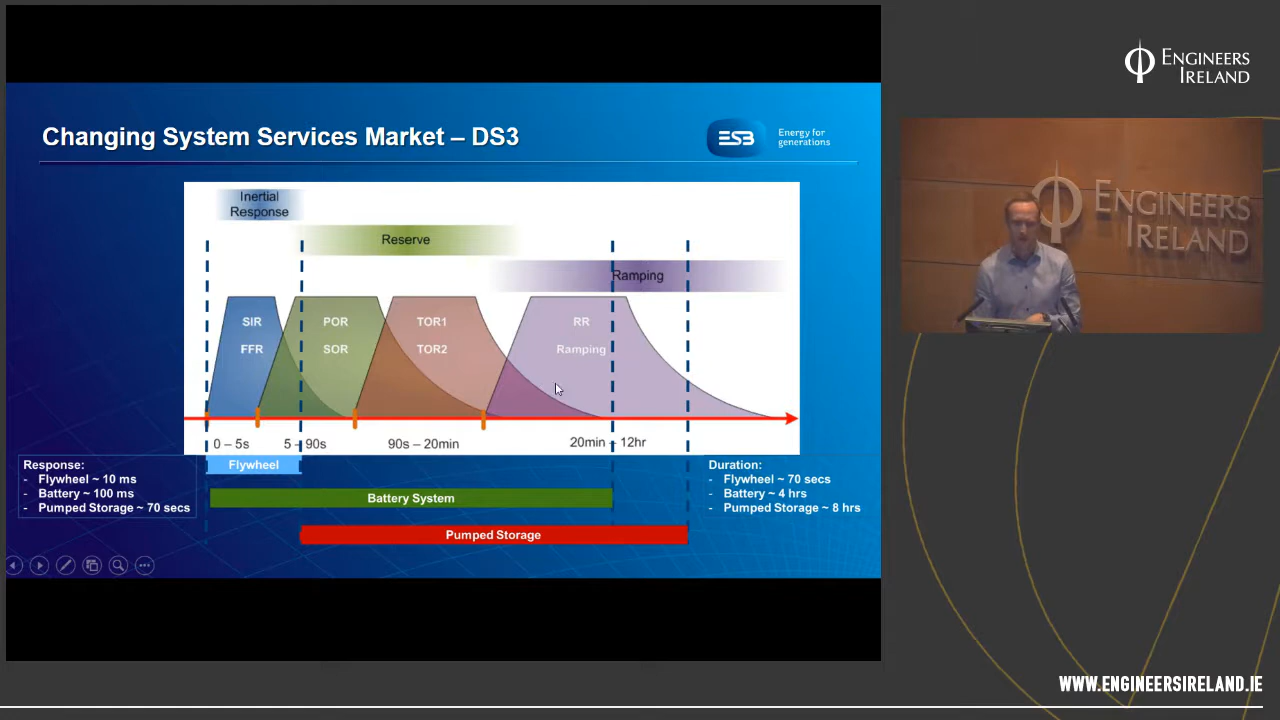 ENGINEERS
IRELAND
Changing System Services Market – DS3
ESB
Energy for
generations
Inertial
Response
Reserve
Ramping
SIR
FFR
POR
SOR
TOR1
TOR2
RR
Ramping
0 – 5s
5 – 90s
90s – 20min
20min – 12hr
Response:
- Flywheel ~ 10 ms
- Battery ~ 100 ms
- Pumped Storage ~ 70 secs
Flywheel
Battery System
Pumped Storage
Duration:
- Flywheel ~ 70 secs
- Battery ~ 4 hrs
- Pumped Storage ~ 8 hrs
ENGINEERS
IRELAND
WWW.ENGINEERSIRELAND.IE